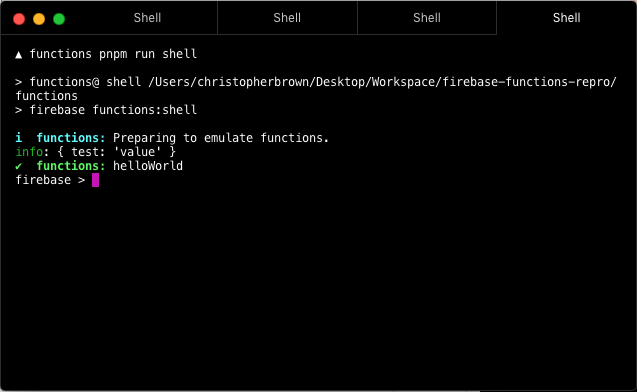 Shell Shell Shell Shell
▲ functions pnpm run shell
> functions@ shell /Users/christopherbrown/Desktop/Workspace/firebase-functions-repro/
functions
> firebase functions:shell
i  functions: Preparing to emulate functions.
info: { test: 'value' }
✔  functions: helloWorld
firebase >